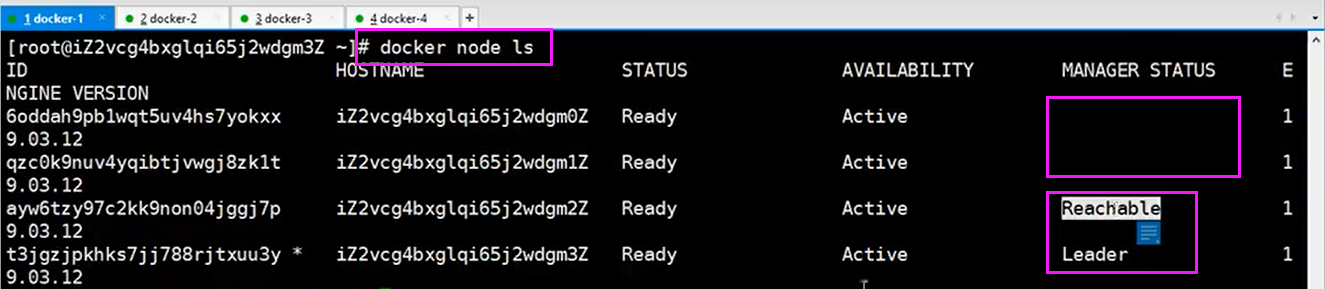 1 docker-1 × 2 docker-2 × 3 docker-3 × 4 docker-4 × +
[root@iZ2vcg4bxglqi65j2wdgm3Z ~]# docker node ls
ID HOSTNAME STATUS AVAILABILITY MANAGER STATUS E
NGINE VERSION
6oddah9pb1wqt5uv4hs7yokxx iZ2vcg4bxglqi65j2wdgm0Z Ready Active 1
9.03.12
qzc0k9nuv4yqibtjvwgj8zk1t iZ2vcg4bxglqi65j2wdgm1Z Ready Active 1
9.03.12
ayw6tzy97c2kk9non04jggj7p iZ2vcg4bxglqi65j2wdgm2Z Ready Active Reachable 1
9.03.12
t3jgzjpkhks7jj788rjtxuu3y * iZ2vcg4bxglqi65j2wdgm3Z Ready Active Leader 1
9.03.12